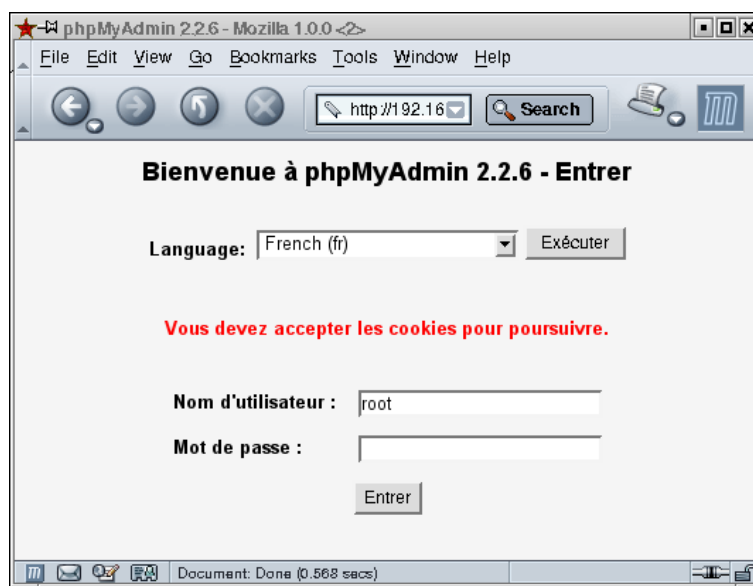 phpMyAdmin 2.2.6 - Mozilla 1.0.0 <2>
File Edit View Go Bookmarks Tools Window Help
http://192.16 Search
Bienvenue à phpMyAdmin 2.2.6 - Entrer
Language: French (fr) Exécuter
Vous devez accepter les cookies pour poursuivre.
Nom d'utilisateur : root
Mot de passe :
Entrer
Document: Done (0.568 secs)